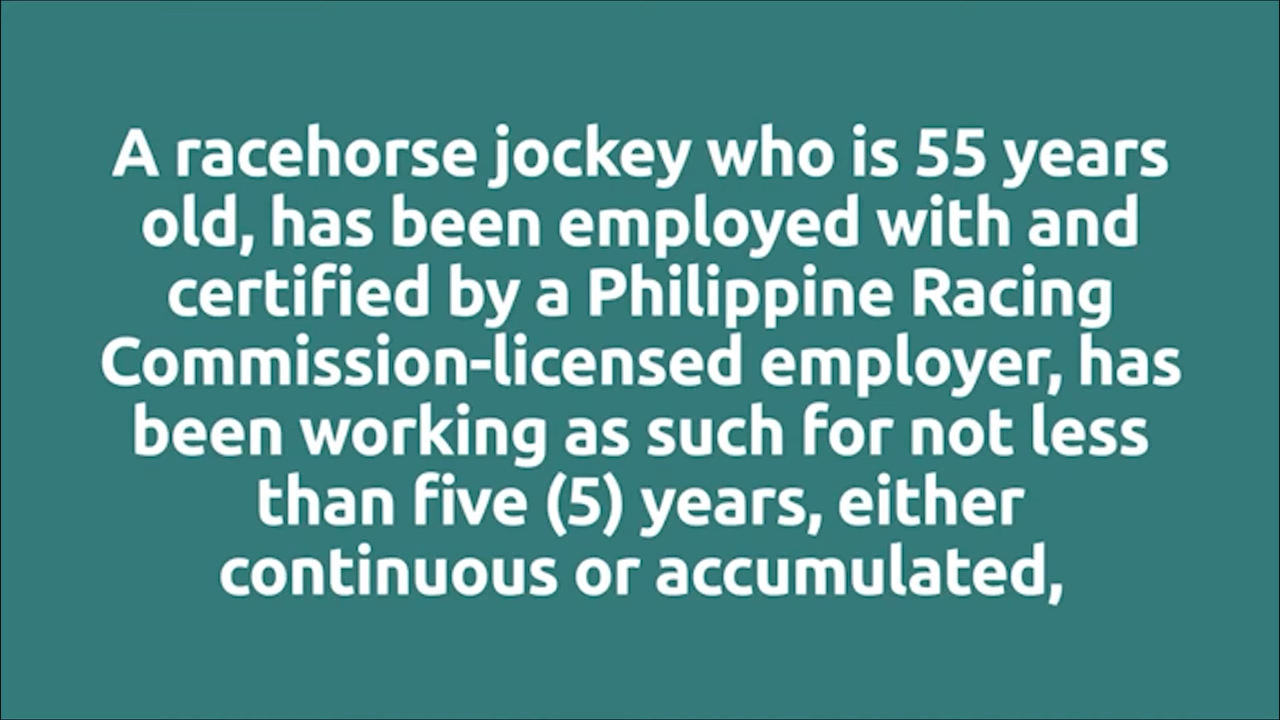 A racehorse jockey who is 55 years
old, has been employed with and
certified by a Philippine Racing
Commission-licensed employer, has
been working as such for not less
than five (5) years, either
continuous or accumulated,